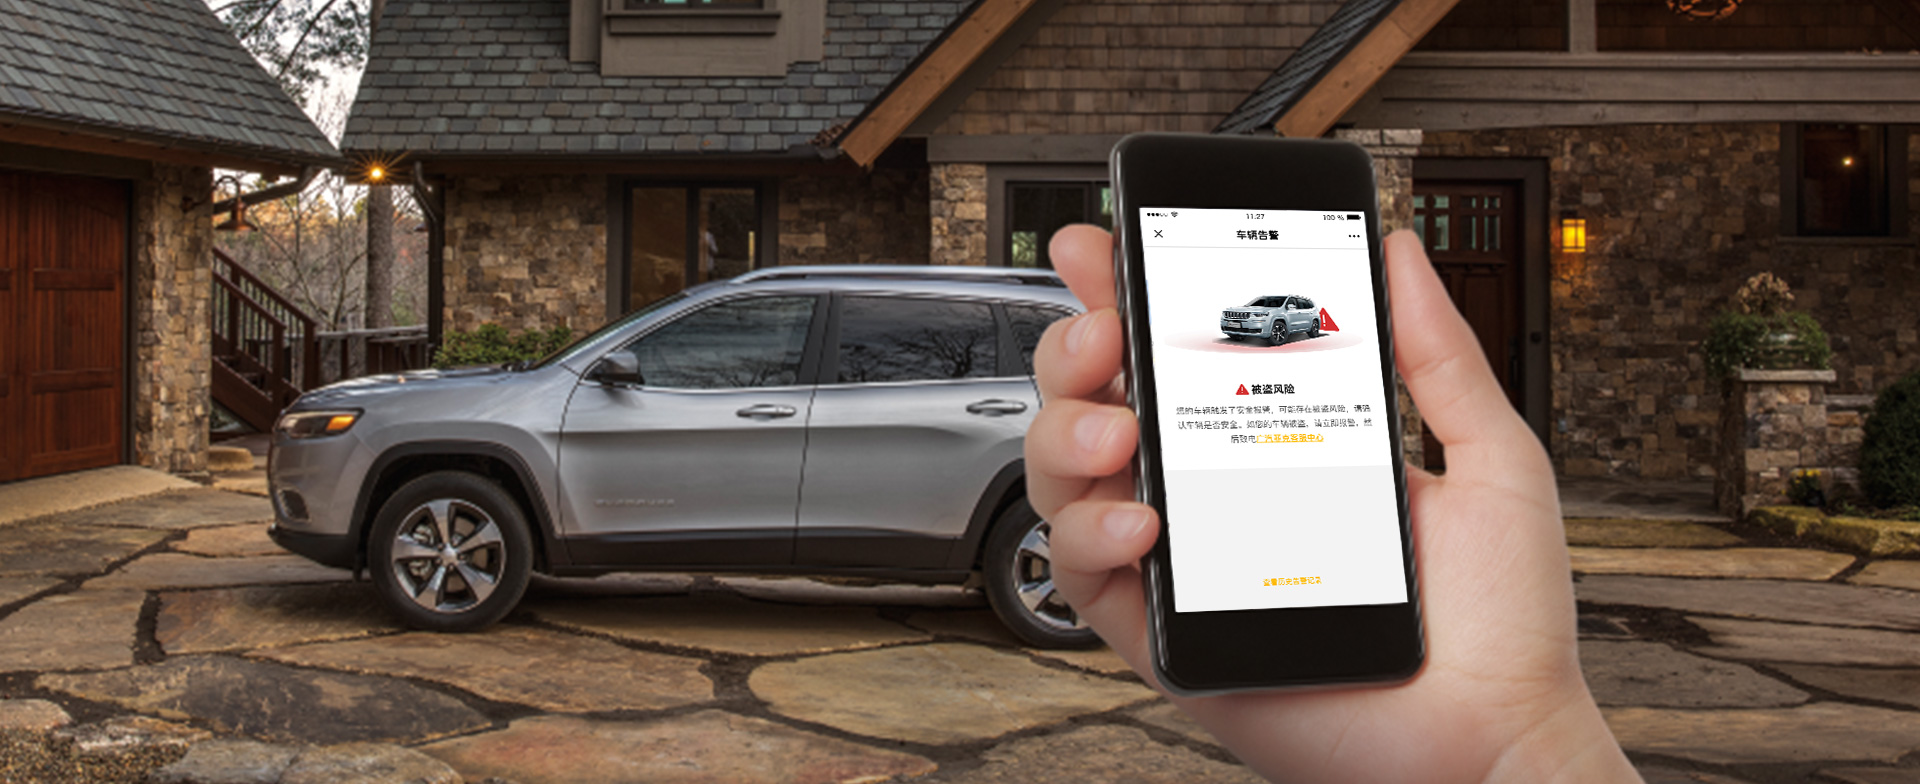 11:27
100 %
车辆告警
被盗风险
您的车辆触发了安全报警，可能存在被盗风险，请确
认车辆是否安全。如您的车辆被盗，请立即报警，然
后致电广汽菲克客服中心
查看历史告警记录